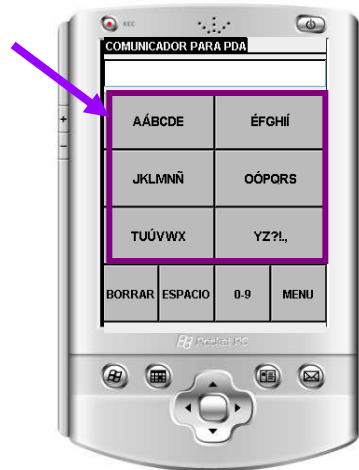 REC
COMUNICADOR PARA PDA
AÁBCDE ÉFGHIÍ
JKLMNÑ OÓPQRS
TUÚVWX YZ?!.,
BORRAR ESPACIO 0-9 MENU
Pocket PC